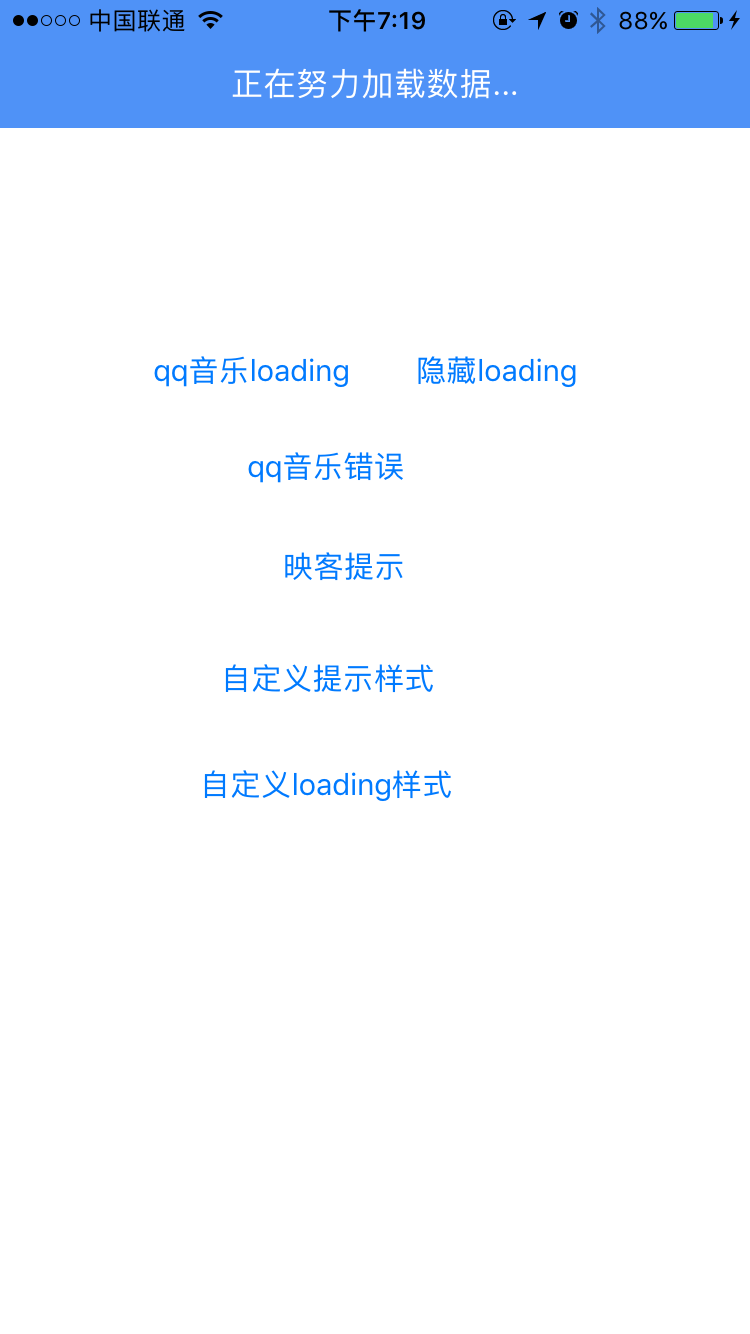 中国联通 下午7:19 88%
正在努力加载数据...
qq音乐loading 隐藏loading
qq音乐错误
映客提示
自定义提示样式
自定义loading样式